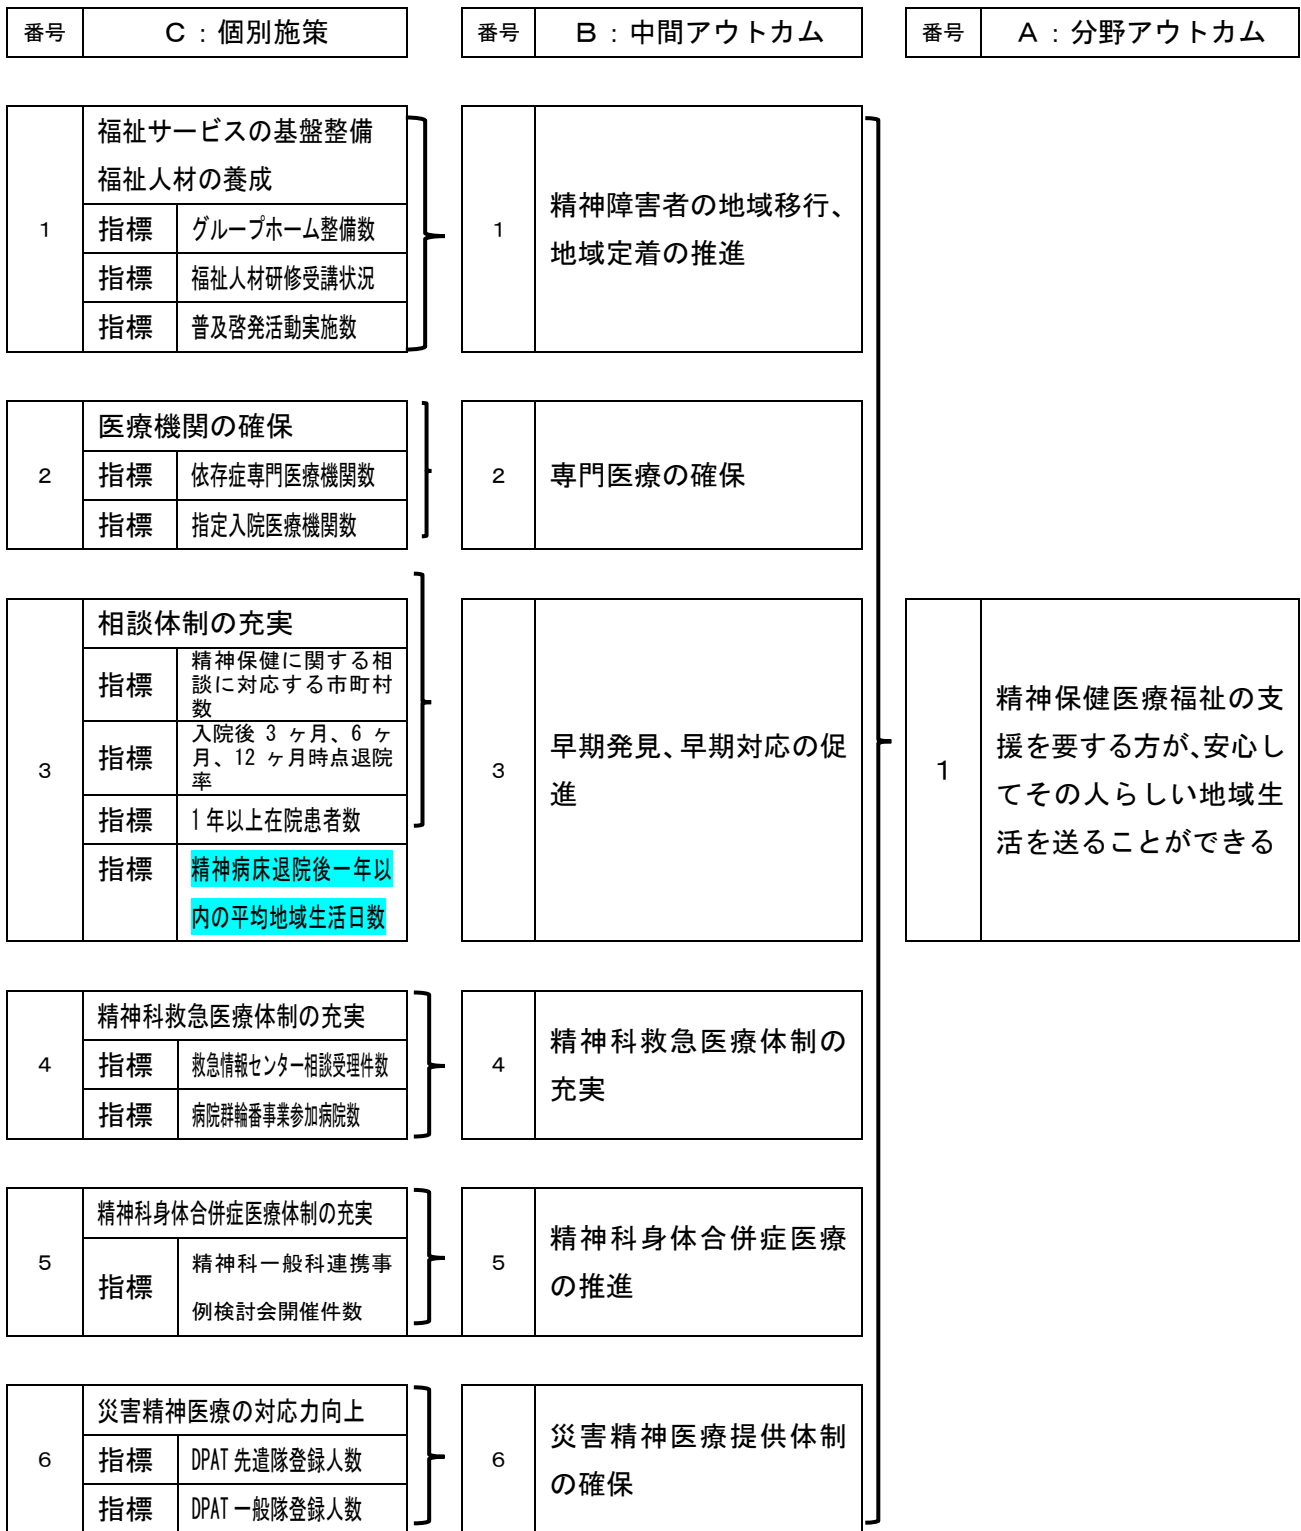 番号 C：個別施策 番号 B：中間アウトカム 番号 A：分野アウトカム
1
福祉サービスの基盤整備
福祉人材の養成
指標 グループホーム整備数
指標 福祉人材研修受講状況
指標 普及啓発活動実施数
1
精神障害者の地域移行、
地域定着の推進
2
医療機関の確保
指標 依存症専門医療機関数
指標 指定入院医療機関数
2
専門医療の確保
3
相談体制の充実
指標
精神保健に関する相
談に対応する市町村
数
指標
入院後 3 ヶ月、6 ヶ
月、12 ヶ月時点退院
率
指標 1年以上在院患者数
指標
精神病床退院後一年以
内の平均地域生活日数
3
早期発見、早期対応の促
進
1
精神保健医療福祉の支
援を要する方が、安心し
てその人らしい地域生
活を送ることができる
4
精神科救急医療体制の充実
指標 救急情報センター相談受理件数
指標 病院群輪番事業参加病院数
4
精神科救急医療体制の
充実
5
精神科身体合併症医療体制の充実
指標
精神科一般科連携事
例検討会開催件数
5
精神科身体合併症医療
の推進
6
災害精神医療の対応力向上
指標 DPAT 先遣隊登録人数
指標 DPAT 一般隊登録人数
6
災害精神医療提供体制
の確保